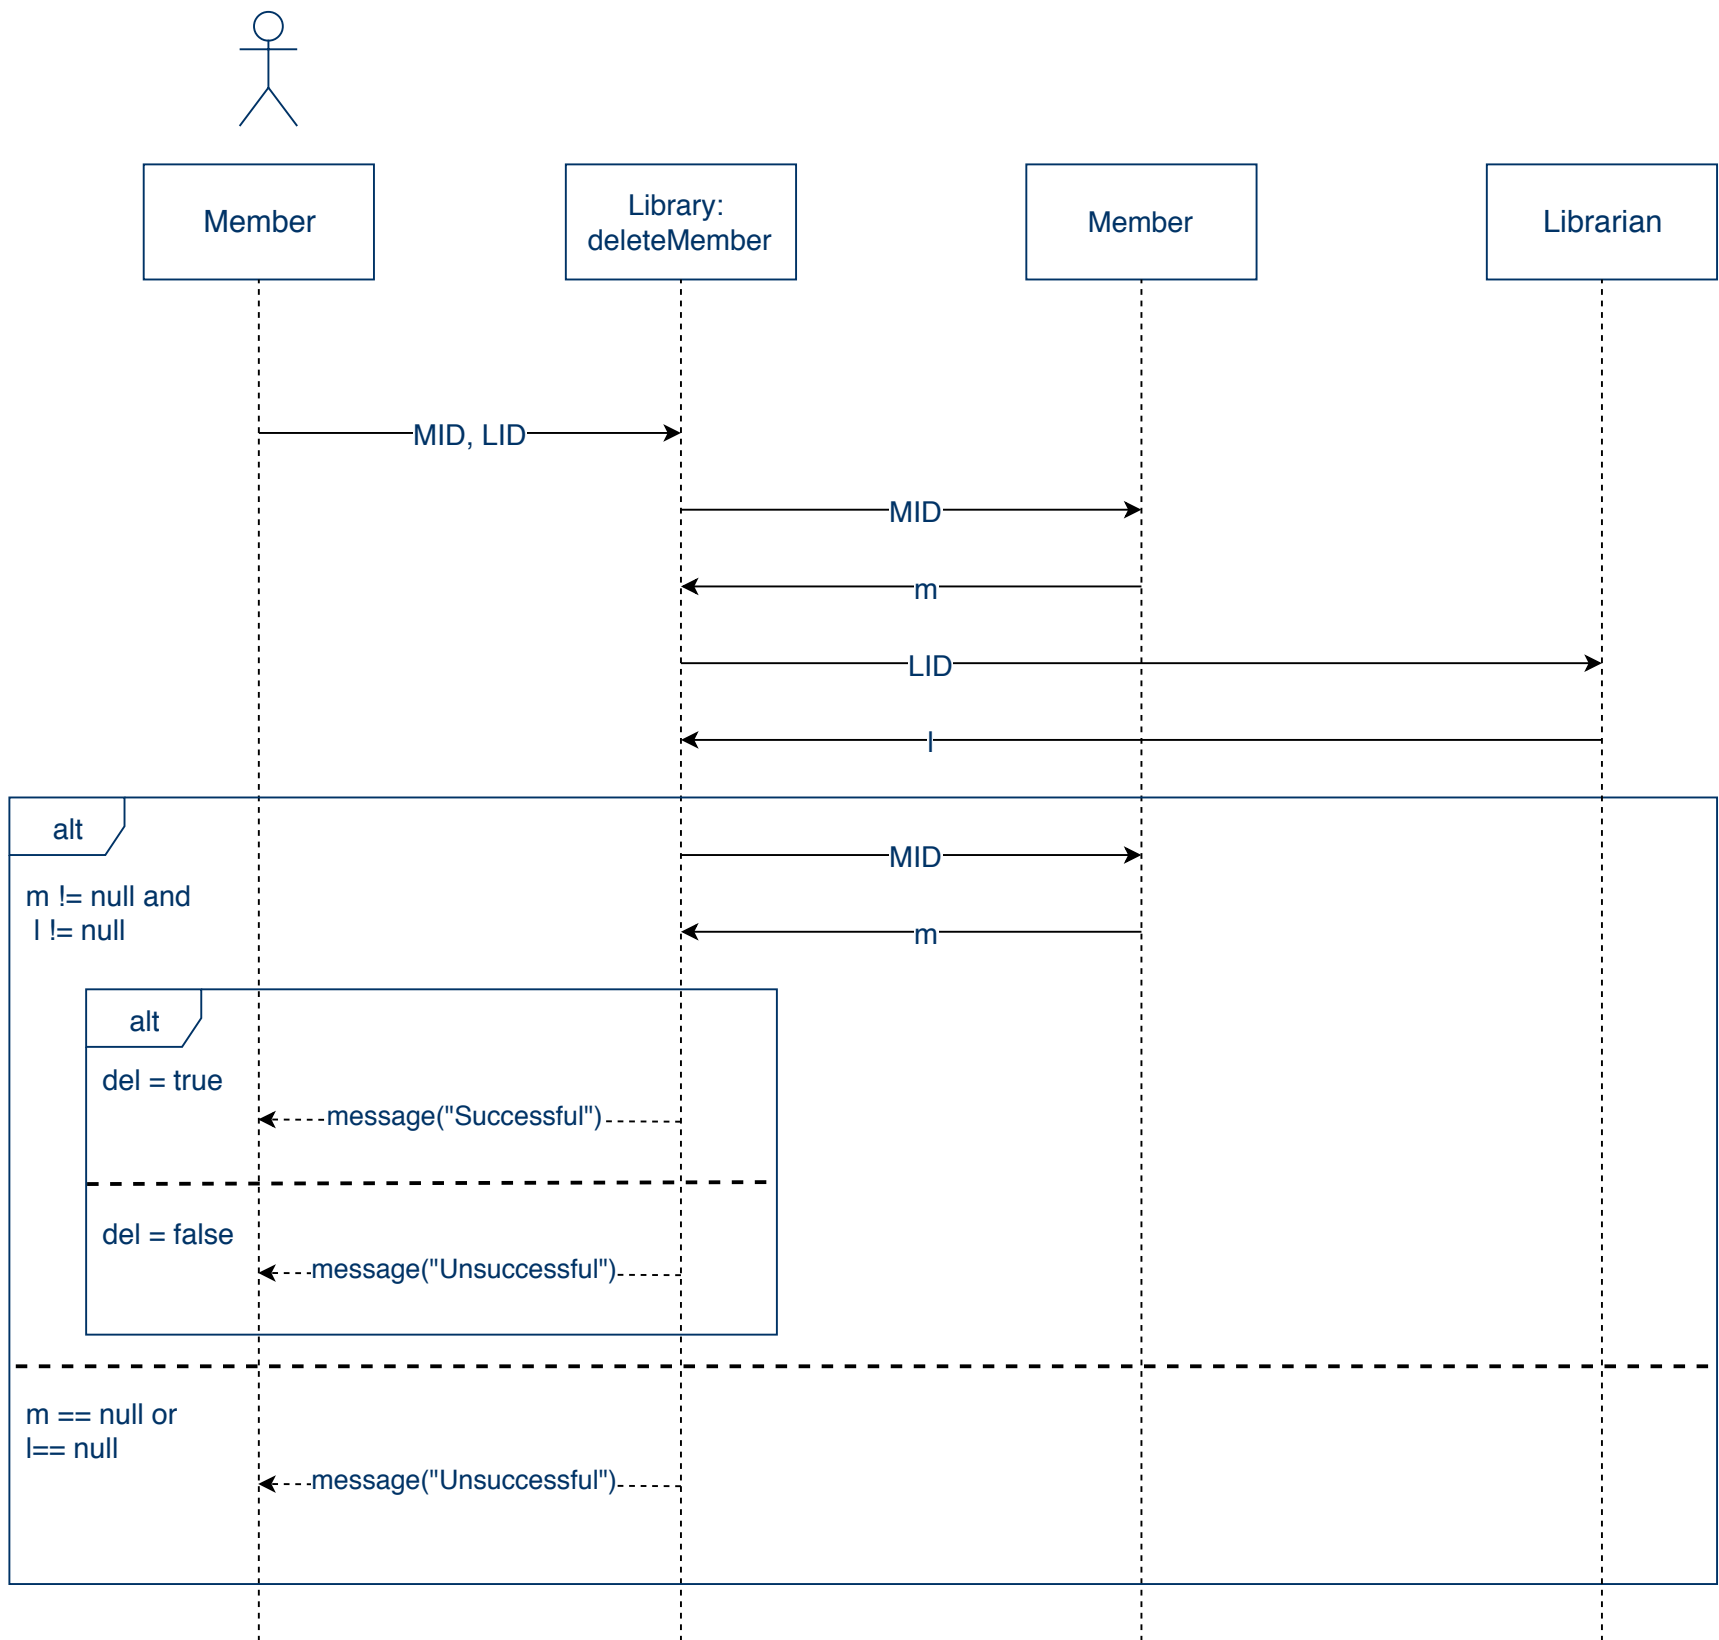 Member
Library:
deleteMember
Member
Librarian
MID, LID
MID
m
LID
l
alt
MID
m != null and
l != null
m
alt
del = true
message("Successful")
del = false
message("Unsuccessful")
m == null or
l== null
message("Unsuccessful")